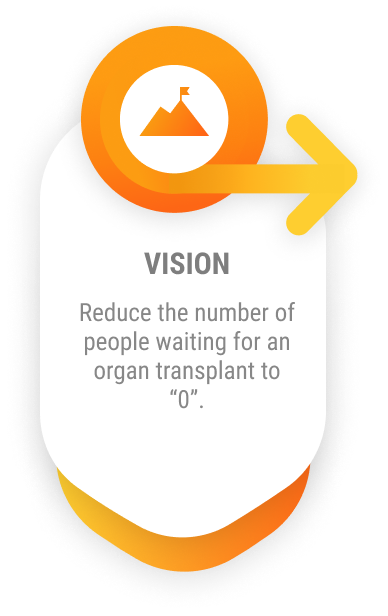 VISION
Reduce the number of
people waiting for an
organ transplant to
“0”.